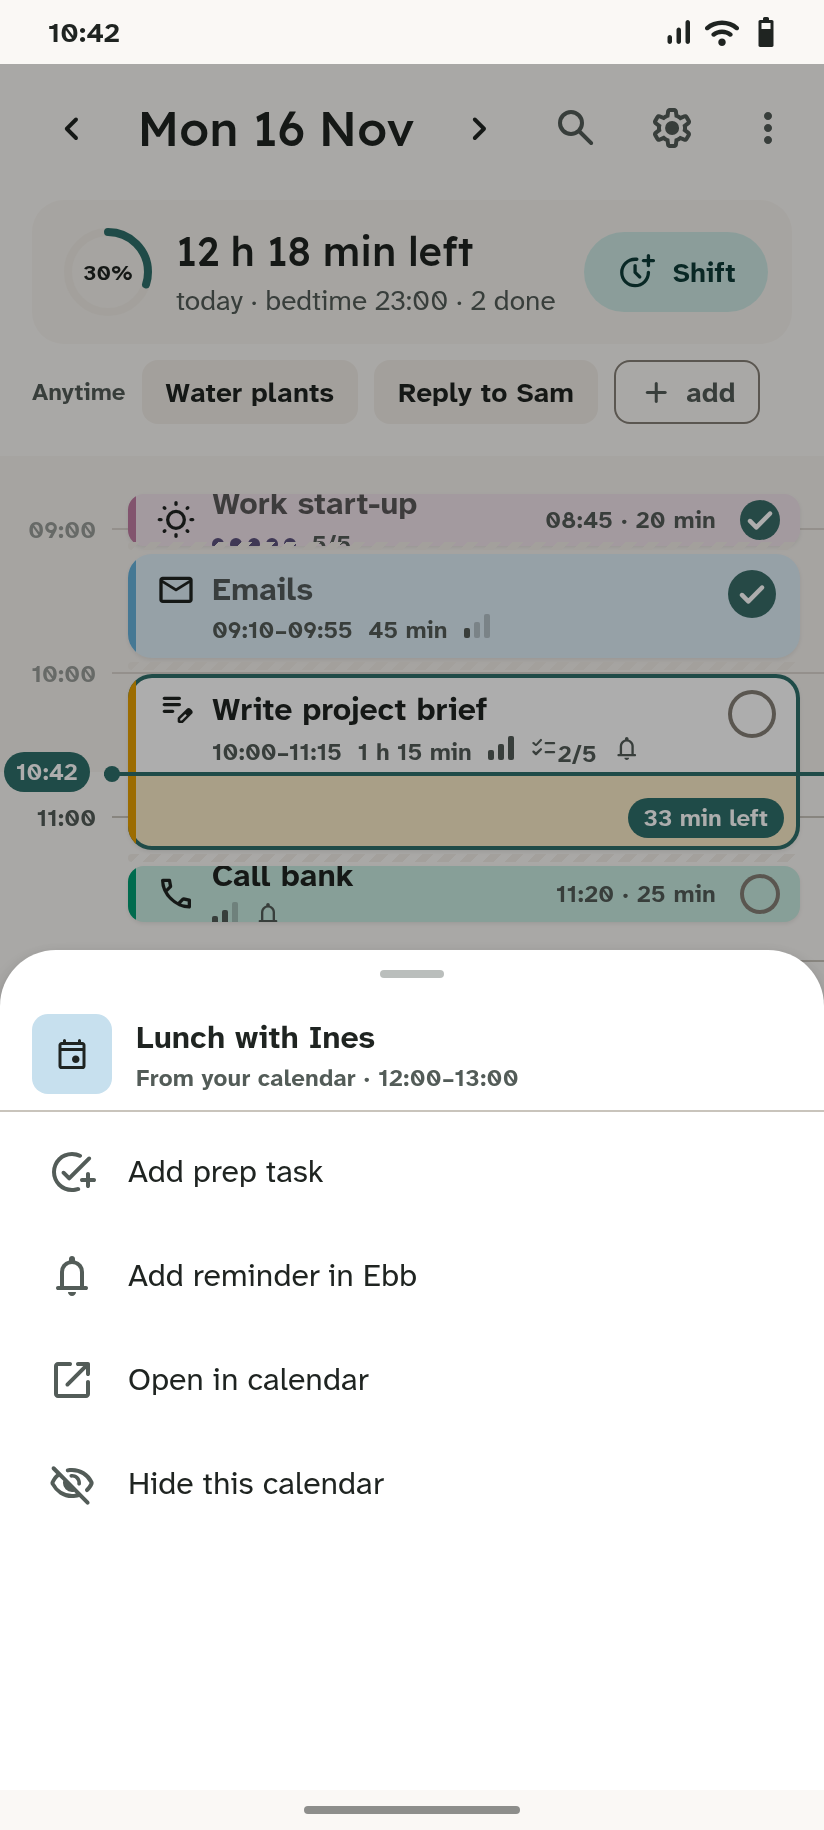 10:42
Mon 16 Nov
30%
12 h 18 min left
today · bedtime 23:00 · 2 done
Shift
Anytime
Water plants
Reply to Sam
add
09:00
Work start-up
5/5
08:45 · 20 min
Emails
09:10–09:55 45 min
10:00
Write project brief
10:00–11:15 1 h 15 min 2/5
10:42
11:00
33 min left
Call bank
11:20 · 25 min
Lunch with Ines
From your calendar · 12:00–13:00
Add prep task
Add reminder in Ebb
Open in calendar
Hide this calendar